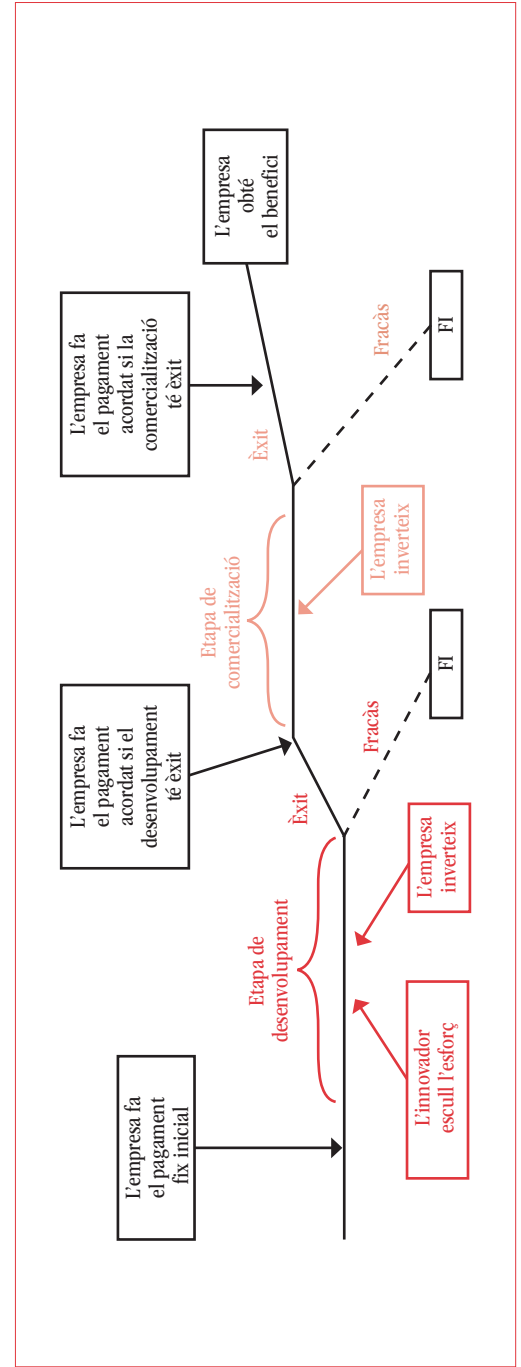 L'empresa fa
el pagament
fix inicial
Etapa de
desenvolupament
L'innovador
escull l'esforç
L'empresa
inverteix
Èxit
Fracàs
FI
L'empresa fa
el pagament
acordat si el
desenvolupament
té èxit
Etapa de
comercialització
L'empresa
inverteix
Èxit
Fracàs
FI
L'empresa fa
el pagament
acordat si la
comercialització
té èxit
L'empresa
obté
el benefici